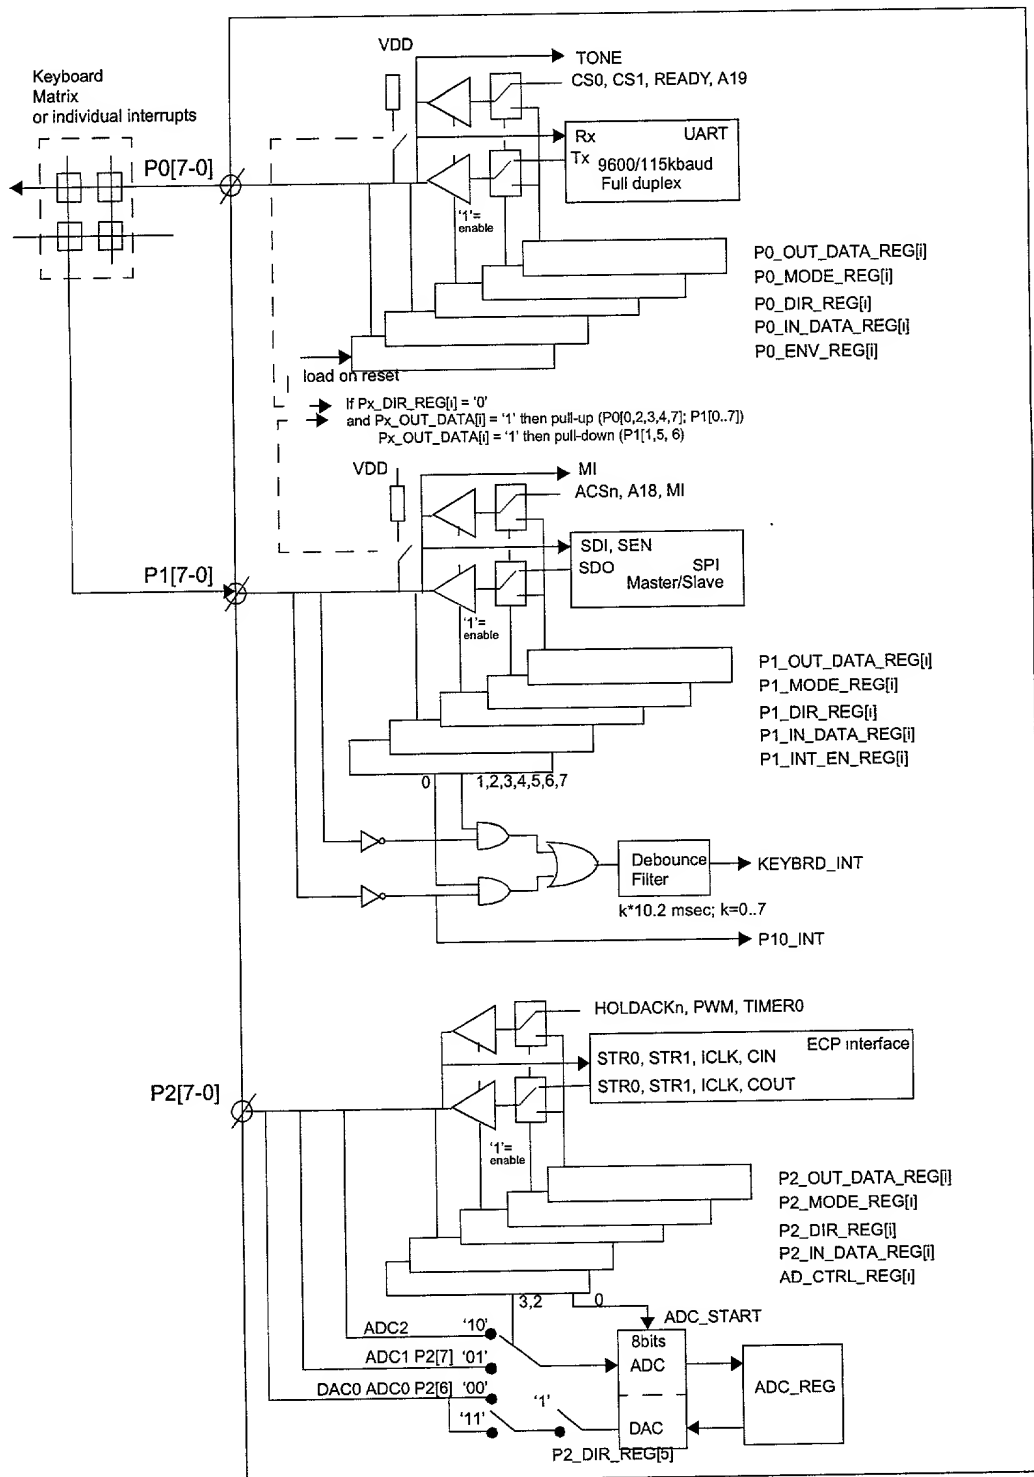 VDD
TONE
Keyboard
Matrix
or individual interrupts
CS0, CS1, READY, A19
Rx UART
Tx 9600/115kbaud
Full duplex
P0[7-0]
'1'=
enable
P0_OUT_DATA_REG[i]
P0_MODE_REG[i]
P0_DIR_REG[i]
P0_IN_DATA_REG[i]
P0_ENV_REG[i]
load on reset
If Px_DIR_REG[i] = '0'
and Px_OUT_DATA[i] = '1' then pull-up (P0[0,2,3,4,7]; P1[0..7])
Px_OUT_DATA[i] = '1' then pull-down (P1[1,5, 6)
VDD
MI
ACSn, A18, MI
SDI, SEN
SDO SPI
Master/Slave
P1[7-0]
'1'=
enable
P1_OUT_DATA_REG[i]
P1_MODE_REG[i]
P1_DIR_REG[i]
P1_IN_DATA_REG[i]
P1_INT_EN_REG[i]
0 1,2,3,4,5,6,7
Debounce
Filter
KEYBRD_INT
k*10.2 msec; k=0..7
P10_INT
HOLDACKn, PWM, TIMER0
ECP interface
STR0, STR1, ICLK, CIN
STR0, STR1, ICLK, COUT
P2[7-0]
'1'=
enable
P2_OUT_DATA_REG[i]
P2_MODE_REG[i]
P2_DIR_REG[i]
P2_IN_DATA_REG[i]
AD_CTRL_REG[i]
3,2 0
ADC_START
ADC2 '10'
8bits
ADC
ADC1 P2[7] '01'
DAC0 ADC0 P2[6] '00'
ADC_REG
'11' '1'
DAC
P2_DIR_REG[5]